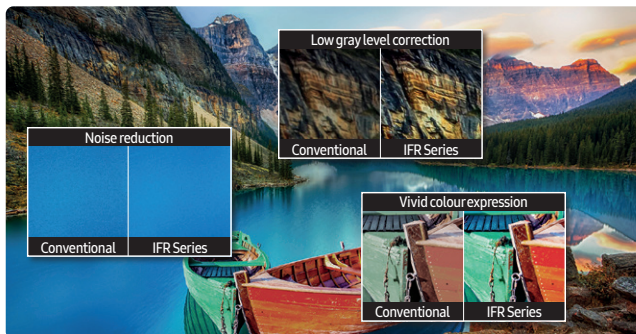 Low gray level correction
Conventional
IFR Series
Noise reduction
Conventional
IFR Series
Vivid colour expression
Conventional
IFR Series